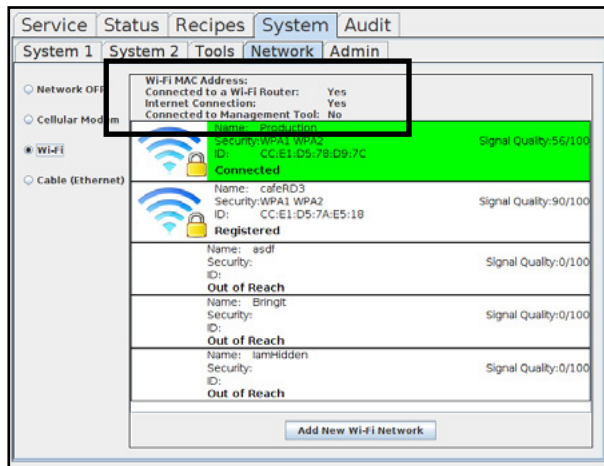 Service Status Recipes System Audit
System 1 System 2 Tools Network Admin
Network OFF
Cellular Modem
Wi-Fi
Cable (Ethernet)
Wi-Fi MAC Address:
Connected to a Wi-Fi Router: Yes
Internet Connection: Yes
Connected to Management Tool: No
Name: Production
Security:WPA1 WPA2 Signal Quality:56/100
ID: CC:E1:D5:78:D9:7C
Connected
Name: cafeRD3
Security:WPA1 WPA2 Signal Quality:90/100
ID: CC:E1:D5:7A:E5:18
Registered
Name: asdf
Security: Signal Quality:0/100
ID:
Out of Reach
Name: BringIt
Security: Signal Quality:0/100
ID:
Out of Reach
Name: IamHidden
Security: Signal Quality:0/100
ID:
Out of Reach
Add New Wi-Fi Network